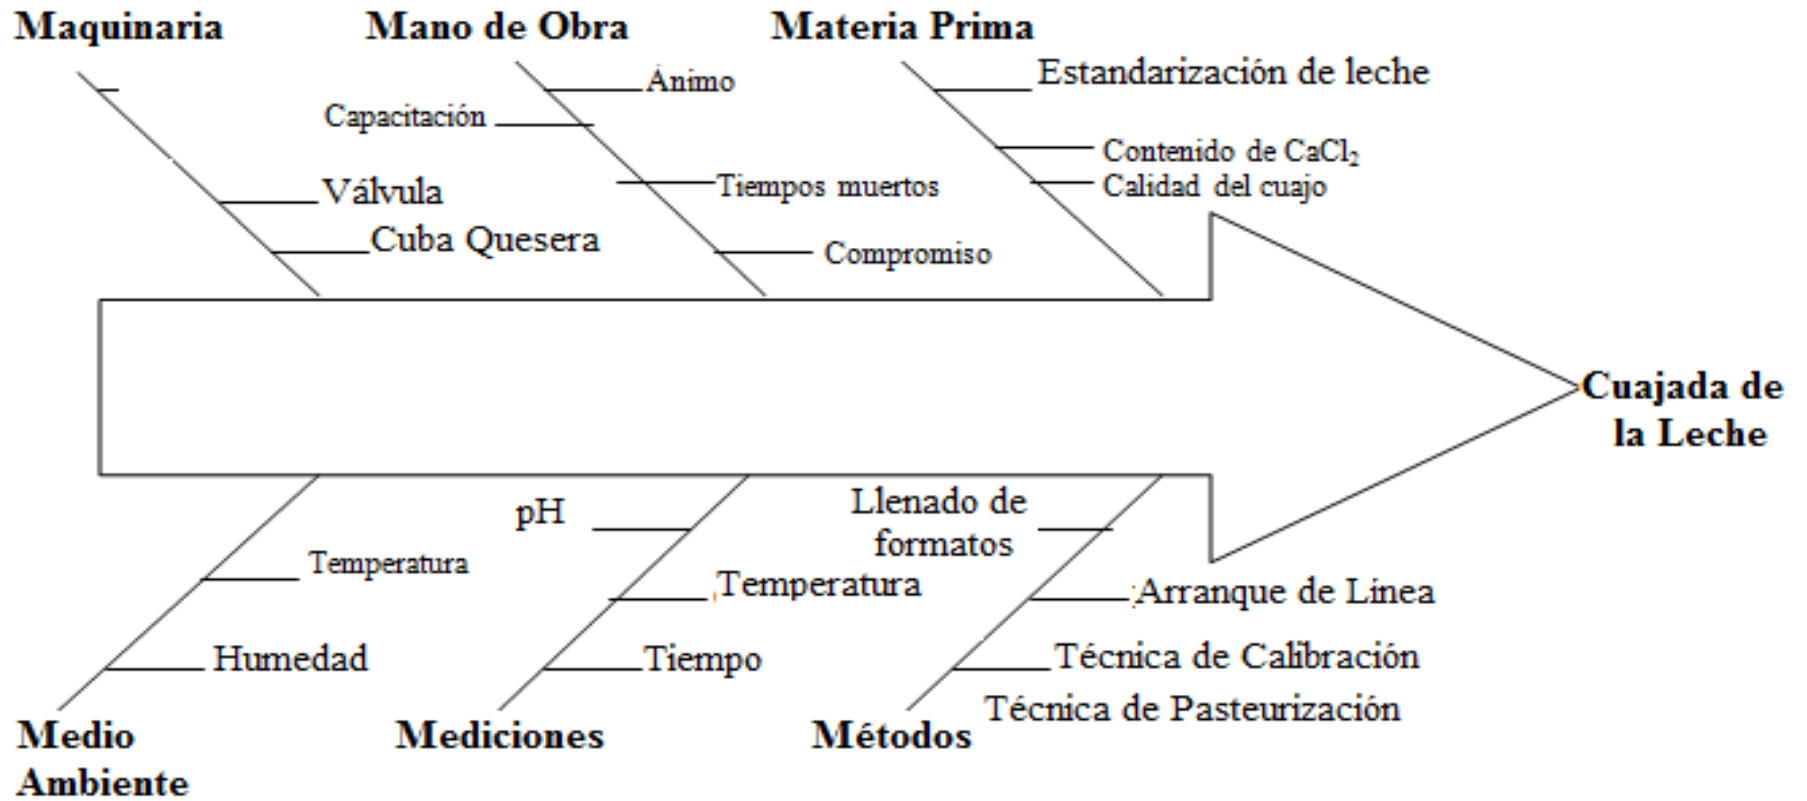 Maquinaria
Mano de Obra
Materia Prima
Ánimo
Capacitación
Tiempos muertos
Compromiso
Estandarización de leche
Contenido de CaCl₂
Calidad del cuajo
Válvula
Cuba Quesera
Cuajada de
la Leche
pH
Temperatura
Tiempo
Llenado de
formatos
Arranque de Línea
Técnica de Calibración
Técnica de Pasteurización
Temperatura
Humedad
Medio
Ambiente
Mediciones
Métodos